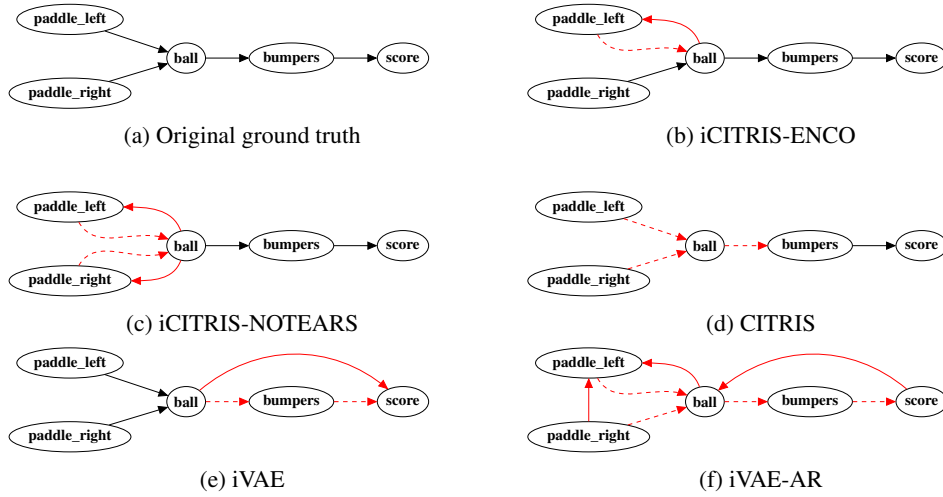 paddle_left
ball bumpers score
paddle_right
(a) Original ground truth
paddle_left
ball bumpers score
paddle_right
(b) iCITRIS-ENCO
paddle_left
ball bumpers score
paddle_right
(c) iCITRIS-NOTEARS
paddle_left
ball bumpers score
paddle_right
(d) CITRIS
paddle_left
ball bumpers score
paddle_right
(e) iVAE
paddle_left
ball bumpers score
paddle_right
(f) iVAE-AR